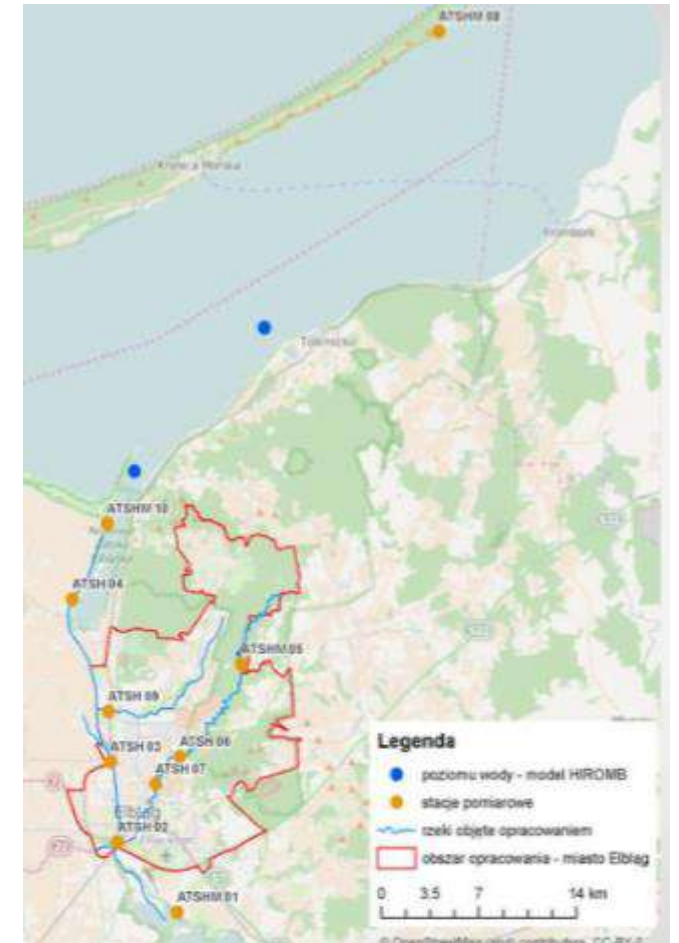 ATSHM 08
Krynica Morska
Frombork
Tolkmicko
ATSHM 10
ATSH 04
ATSHM 05
ATSH 09
ATSH 03
ATSH 06
ATSH 07
Elbląg
ATSH 02
ATSHM 01
Legenda
poziomu wody - model HIROMB
stacje pomiarowe
rzeki objęte opracowaniem
obszar opracowania - miasto Elbląg
0 3.5 7 14 km